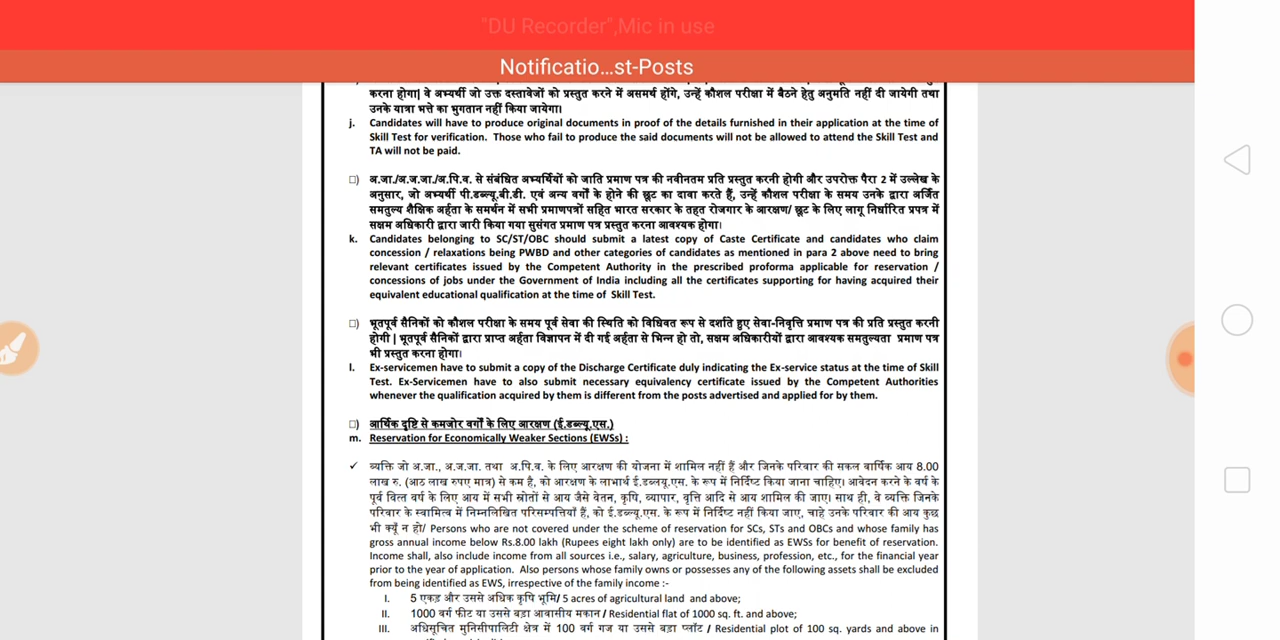 "DU Recorder",Mic in use
Notificatio...st-Posts
करना होगा| वे अभ्यर्थी जो उक्त दस्तावेजों को प्रस्तुत करने में असमर्थ होंगे, उन्हें कौशल परीक्षा में बैठने हेतु अनुमति नहीं दी जायेगी तथा
उनके यात्रा भत्ते का भुगतान नहीं किया जायेगा।
j. Candidates will have to produce original documents in proof of the details furnished in their application at the time of
Skill Test for verification. Those who fail to produce the said documents will not be allowed to attend the Skill Test and
TA will not be paid.
□) अ.जा./अ.ज.जा./अ.पि.व. से संबंधित अभ्यर्थियों को जाति प्रमाण पत्र की नवीनतम प्रति प्रस्तुत करनी होगी और उपरोक्त पैरा 2 में उल्लेख के
अनुसार, जो अभ्यर्थी पी.डब्ल्यू.बी.डी. एवं अन्य वर्गों के होने की छूट का दावा करते हैं, उन्हें कौशल परीक्षा के समय उनके द्वारा अर्जित
समतुल्य शैक्षिक अर्हता के समर्थन में सभी प्रमाणपत्रों सहित भारत सरकार के तहत रोजगार के आरक्षण/ छूट के लिए लागू निर्धारित प्रपत्र में
सक्षम अधिकारी द्वारा जारी किया गया सुसंगत प्रमाण पत्र प्रस्तुत करना आवश्यक होगा।
k. Candidates belonging to SC/ST/OBC should submit a latest copy of Caste Certificate and candidates who claim
concession / relaxations being PWBD and other categories of candidates as mentioned in para 2 above need to bring
relevant certificates issued by the Competent Authority in the prescribed proforma applicable for reservation /
concessions of jobs under the Government of India including all the certificates supporting for having acquired their
equivalent educational qualification at the time of Skill Test.
□) भूतपूर्व सैनिकों को कौशल परीक्षा के समय पूर्व सेवा की स्थिति को विधिवत रूप से दर्शाते हुए सेवा-निवृत्ति प्रमाण पत्र की प्रति प्रस्तुत करनी
होगी | भूतपूर्व सैनिकों द्वारा प्राप्त अर्हता विज्ञापन में दी गई अर्हता से भिन्न हो तो, सक्षम अधिकारीयों द्वारा आवश्यक समतुल्यता प्रमाण पत्र
भी प्रस्तुत करना होगा।
l. Ex-servicemen have to submit a copy of the Discharge Certificate duly indicating the Ex-service status at the time of Skill
Test. Ex-Servicemen have to also submit necessary equivalency certificate issued by the Competent Authorities
whenever the qualification acquired by them is different from the posts advertised and applied for by them.
□) आर्थिक दृष्टि से कमजोर वर्गों के लिए आरक्षण (ई.डब्ल्यू.एस.)
m. Reservation for Economically Weaker Sections (EWSs) :
✓ व्यक्ति जो अ.जा., अ.ज.जा. तथा अ.पि.व. के लिए आरक्षण की योजना में शामिल नहीं हैं और जिनके परिवार की सकल वार्षिक आय 8.00
लाख रु. (आठ लाख रुपए मात्र) से कम है, को आरक्षण के लाभार्थ ई.डब्ल्यू.एस. के रूप में निर्दिष्ट किया जाना चाहिए। आवेदन करने के वर्ष के
पूर्व वित्त वर्ष के लिए आय में सभी स्रोतों से आय जैसे वेतन, कृषि, व्यापार, वृत्ति आदि से आय शामिल की जाए। साथ ही, वे व्यक्ति जिनके
परिवार के स्वामित्व में निम्नलिखित परिसम्पत्तियाँ हैं, को ई.डब्ल्यू.एस. के रूप में निर्दिष्ट नहीं किया जाए, चाहे उनके परिवार की आय कुछ
भी क्यूँ न हो/ Persons who are not covered under the scheme of reservation for SCs, STs and OBCs and whose family has
gross annual income below Rs.8.00 lakh (Rupees eight lakh only) are to be identified as EWSs for benefit of reservation.
Income shall, also include income from all sources i.e., salary, agriculture, business, profession, etc., for the financial year
prior to the year of application. Also persons whose family owns or possesses any of the following assets shall be excluded
from being identified as EWS, irrespective of the family income :-
I. 5 एकड़ और उससे अधिक कृषि भूमि/ 5 acres of agricultural land and above;
II. 1000 वर्ग फीट या उससे बड़ा आवासीय मकान / Residential flat of 1000 sq. ft. and above;
III. अधिसूचित मुनिसीपालिटी क्षेत्र में 100 वर्ग गज या उससे बड़ा प्लॉट / Residential plot of 100 sq. yards and above in